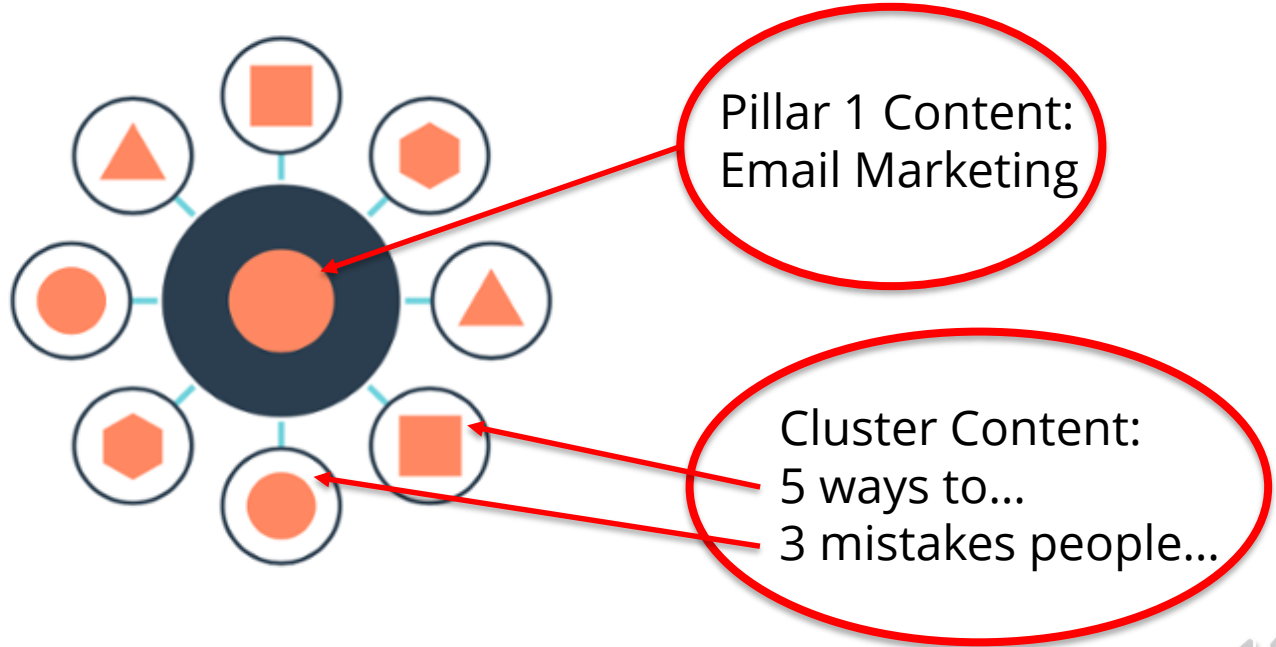 Pillar 1 Content:
Email Marketing
Cluster Content:
5 ways to...
3 mistakes people...